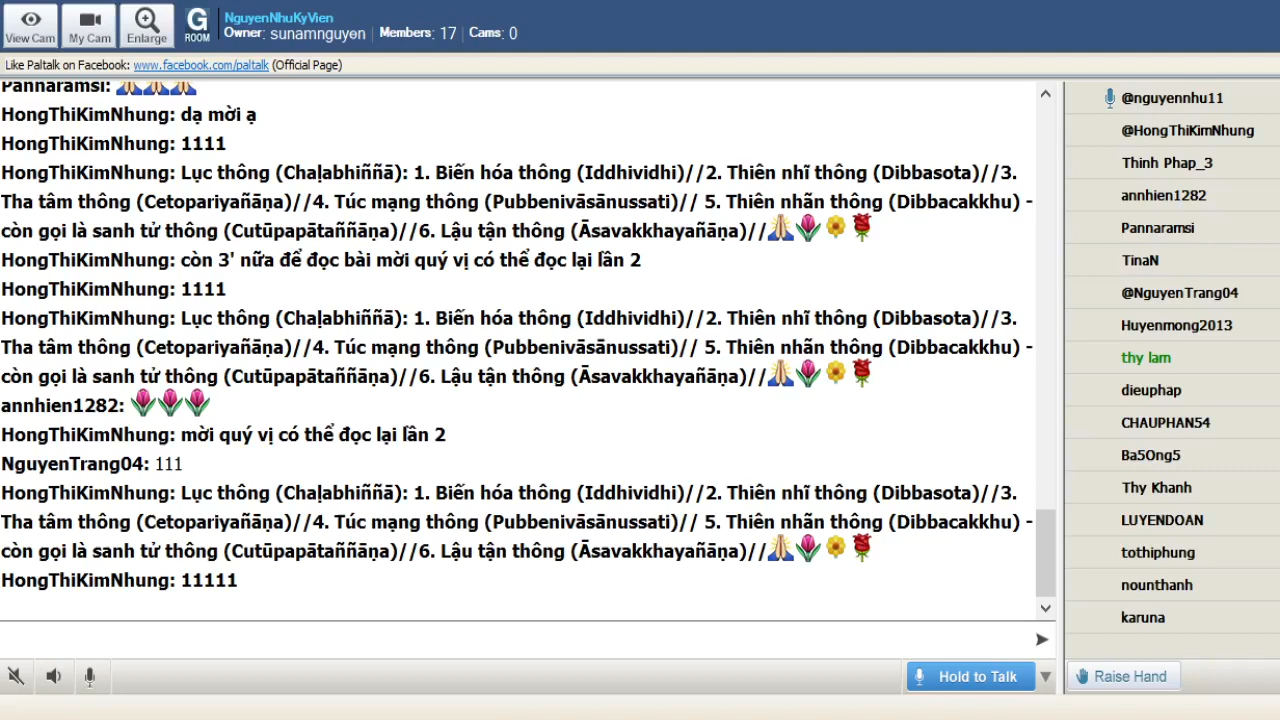 View Cam
My Cam
Enlarge
G
ROOM
NguyenNhuKyVien
Owner: sunamnguyen | Members: 17 | Cams: 0
Like Paltalk on Facebook: www.facebook.com/paltalk (Official Page)
Pannaramsi: 🙏🙏🙏
HongThiKimNhung: dạ mời ạ
HongThiKimNhung: 1111
HongThiKimNhung: Lục thông (Chaḷabhiññā): 1. Biến hóa thông (Iddhividhi)//2. Thiên nhĩ thông (Dibbasota)//3.
Tha tâm thông (Cetopariyañāṇa)//4. Túc mạng thông (Pubbenivāsānussati)// 5. Thiên nhãn thông (Dibbacakkhu) -
còn gọi là sanh tử thông (Cutūpapātaññāṇa)//6. Lậu tận thông (Āsavakkhayañāṇa)//🙏🌷🌼🌹
HongThiKimNhung: còn 3' nữa để đọc bài mời quý vị có thể đọc lại lần 2
HongThiKimNhung: 1111
HongThiKimNhung: Lục thông (Chaḷabhiññā): 1. Biến hóa thông (Iddhividhi)//2. Thiên nhĩ thông (Dibbasota)//3.
Tha tâm thông (Cetopariyañāṇa)//4. Túc mạng thông (Pubbenivāsānussati)// 5. Thiên nhãn thông (Dibbacakkhu) -
còn gọi là sanh tử thông (Cutūpapātaññāṇa)//6. Lậu tận thông (Āsavakkhayañāṇa)//🙏🌷🌼🌹
annhien1282: 🌷🌷🌷
HongThiKimNhung: mời quý vị có thể đọc lại lần 2
NguyenTrang04: 111
HongThiKimNhung: Lục thông (Chaḷabhiññā): 1. Biến hóa thông (Iddhividhi)//2. Thiên nhĩ thông (Dibbasota)//3.
Tha tâm thông (Cetopariyañāṇa)//4. Túc mạng thông (Pubbenivāsānussati)// 5. Thiên nhãn thông (Dibbacakkhu) -
còn gọi là sanh tử thông (Cutūpapātaññāṇa)//6. Lậu tận thông (Āsavakkhayañāṇa)//🙏🌷🌼🌹
HongThiKimNhung: 11111
@nguyennhu11
@HongThiKimNhung
Thinh Phap_3
annhien1282
Pannaramsi
TinaN
@NguyenTrang04
Huyenmong2013
thy lam
dieuphap
CHAUPHAN54
Ba5Ong5
Thy Khanh
LUYENDOAN
tothiphung
nounthanh
karuna
Hold to Talk
Raise Hand